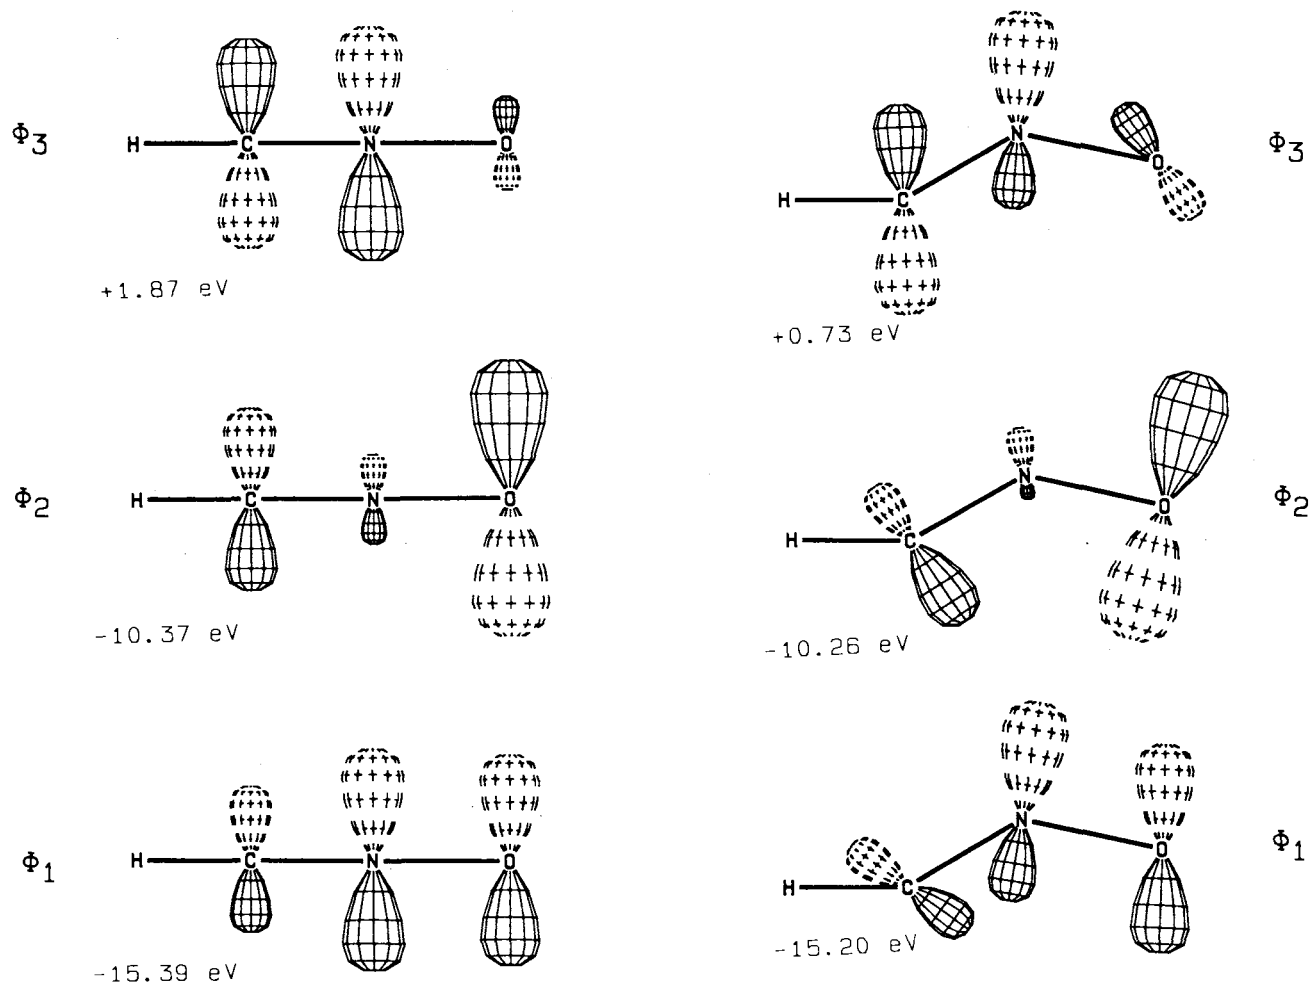 Φ3
H C N O
+1.87 eV
H C N O
Φ3
+0.73 eV
Φ2
H C N O
-10.37 eV
H C N O
Φ2
-10.26 eV
Φ1
H C N O
-15.39 eV
H C N O
Φ1
-15.20 eV